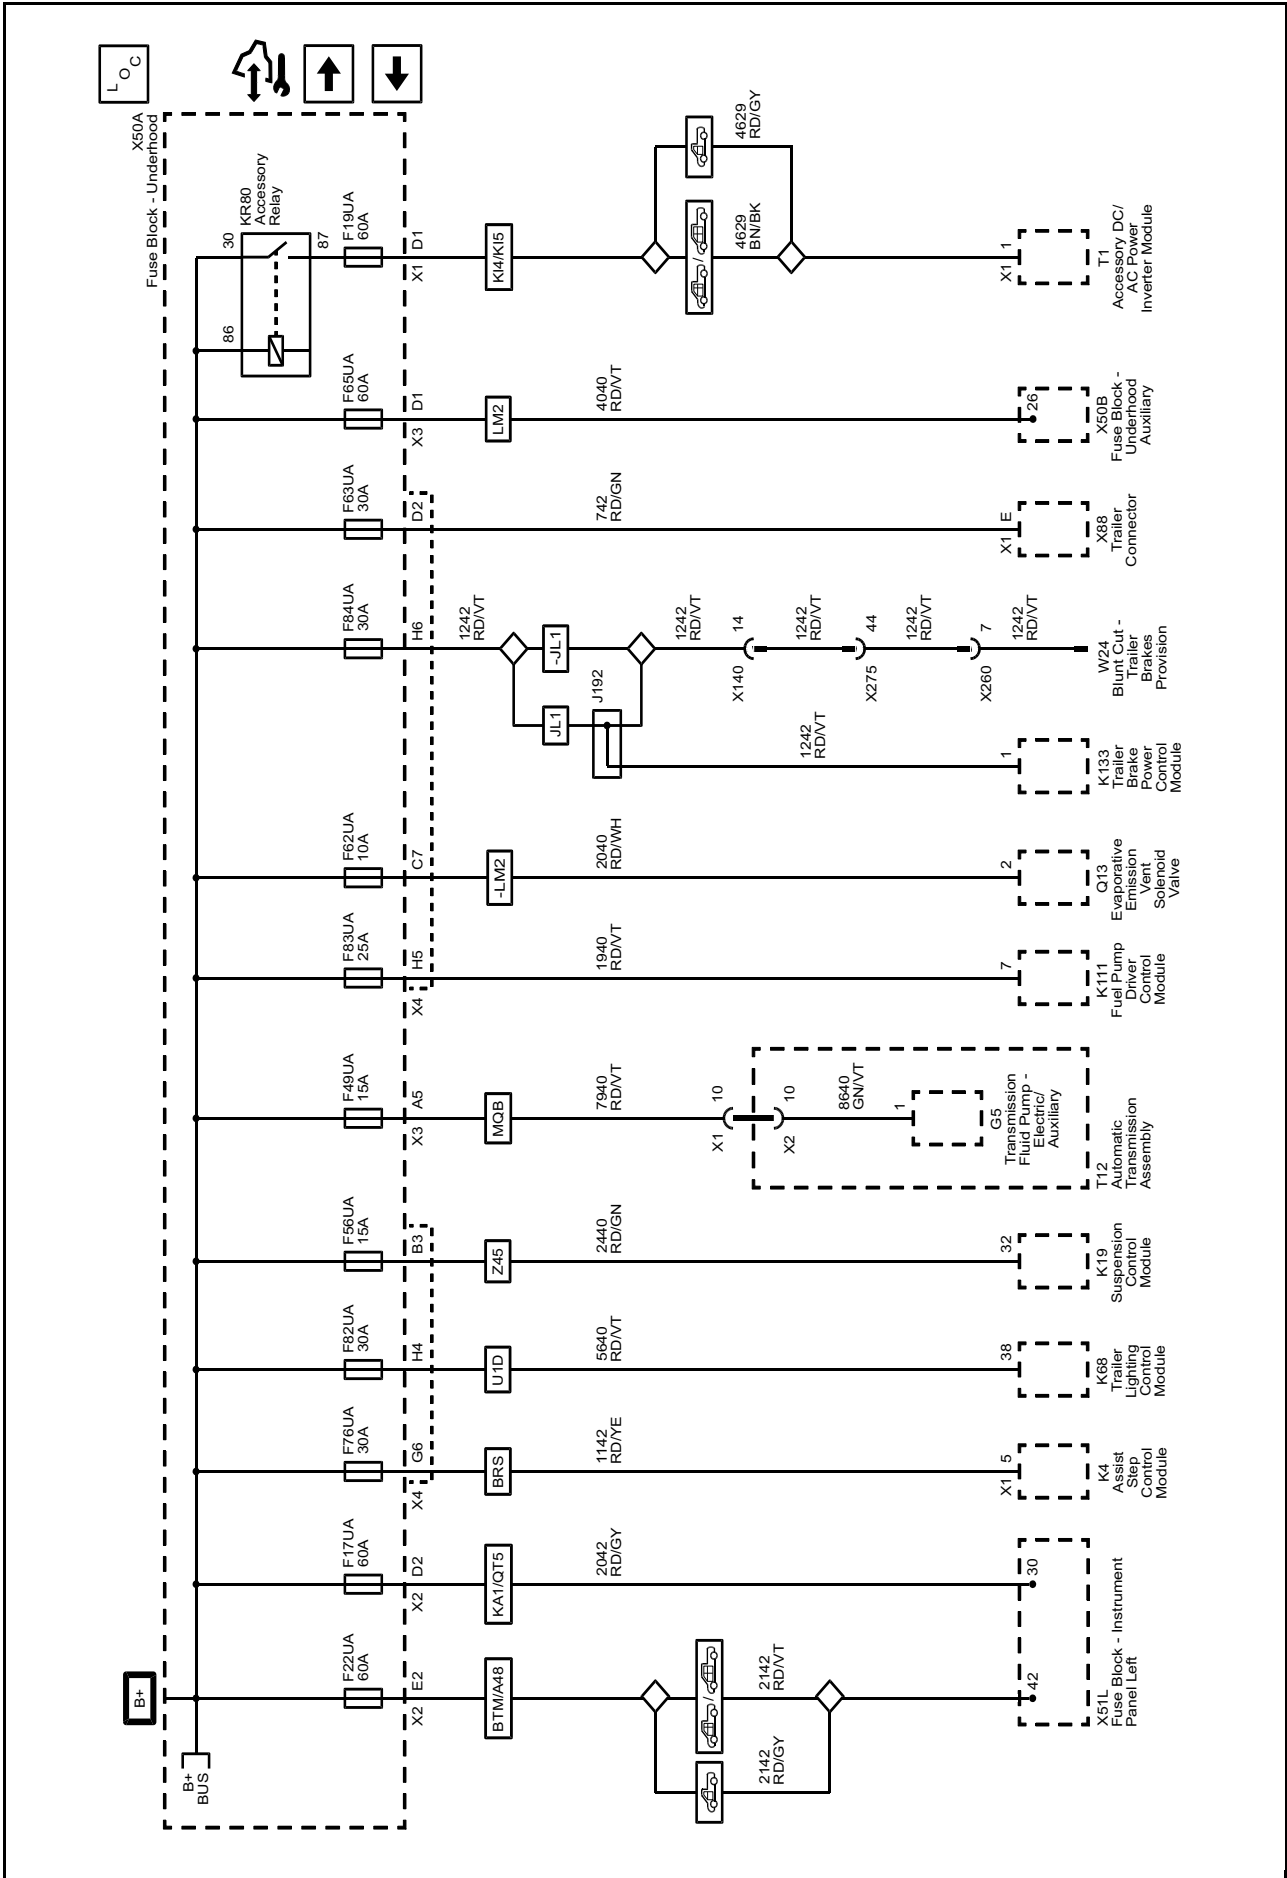 L O C
X50A
Fuse Block - Underhood
B+
B+
BUS
F22UA
60A
X2 E2
BTM/A48
2142
RD/GY
2142
RD/VT
/
42
F17UA
60A
X2 D2
KA1/QT5
2042
RD/GY
30
X51L
Fuse Block - Instrument
Panel Left
F76UA
30A
X4 G6
BRS
1142
RD/YE
X1 5
K4
Assist
Step
Control
Module
F82UA
30A
H4
U1D
5640
RD/VT
38
K68
Trailer
Lighting
Control
Module
F56UA
15A
B3
Z45
2440
RD/GN
32
K19
Suspension
Control
Module
F49UA
15A
X3 A5
MQB
7940
RD/VT
X1 10
X2 10
8640
GN/VT
1
G5
Transmission
Fluid Pump -
Electric/
Auxiliary
T12
Automatic
Transmission
Assembly
F83UA
25A
X4 H5
1940
RD/VT
7
K111
Fuel Pump
Driver
Control
Module
F62UA
10A
C7
-LM2
2040
RD/WH
2
Q13
Evaporative
Emission
Vent
Solenoid
Valve
F84UA
30A
H6
1242
RD/VT
JL1
-JL1
J192
1242
RD/VT
1
K133
Trailer
Brake
Power
Control
Module
1242
RD/VT
X140 14
1242
RD/VT
X275 44
1242
RD/VT
X260 7
1242
RD/VT
W24
Blunt Cut -
Trailer
Brakes
Provision
F63UA
30A
D2
742
RD/GN
X1 E
X88
Trailer
Connector
F65UA
60A
X3 D1
LM2
4040
RD/VT
26
X50B
Fuse Block -
Underhood
Auxiliary
KR80
Accessory
Relay
86
30
87
F19UA
60A
X1 D1
KI4/KI5
/
4629
BN/BK
4629
RD/GY
X1 1
T1
Accessory DC/
AC Power
Inverter Module